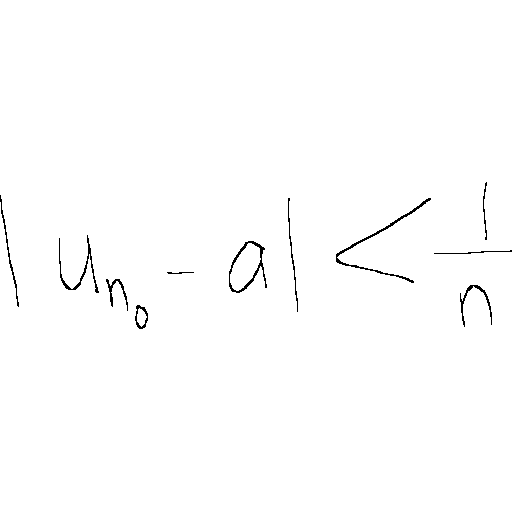 |u_{n_0} - a| < \frac{1}{n}